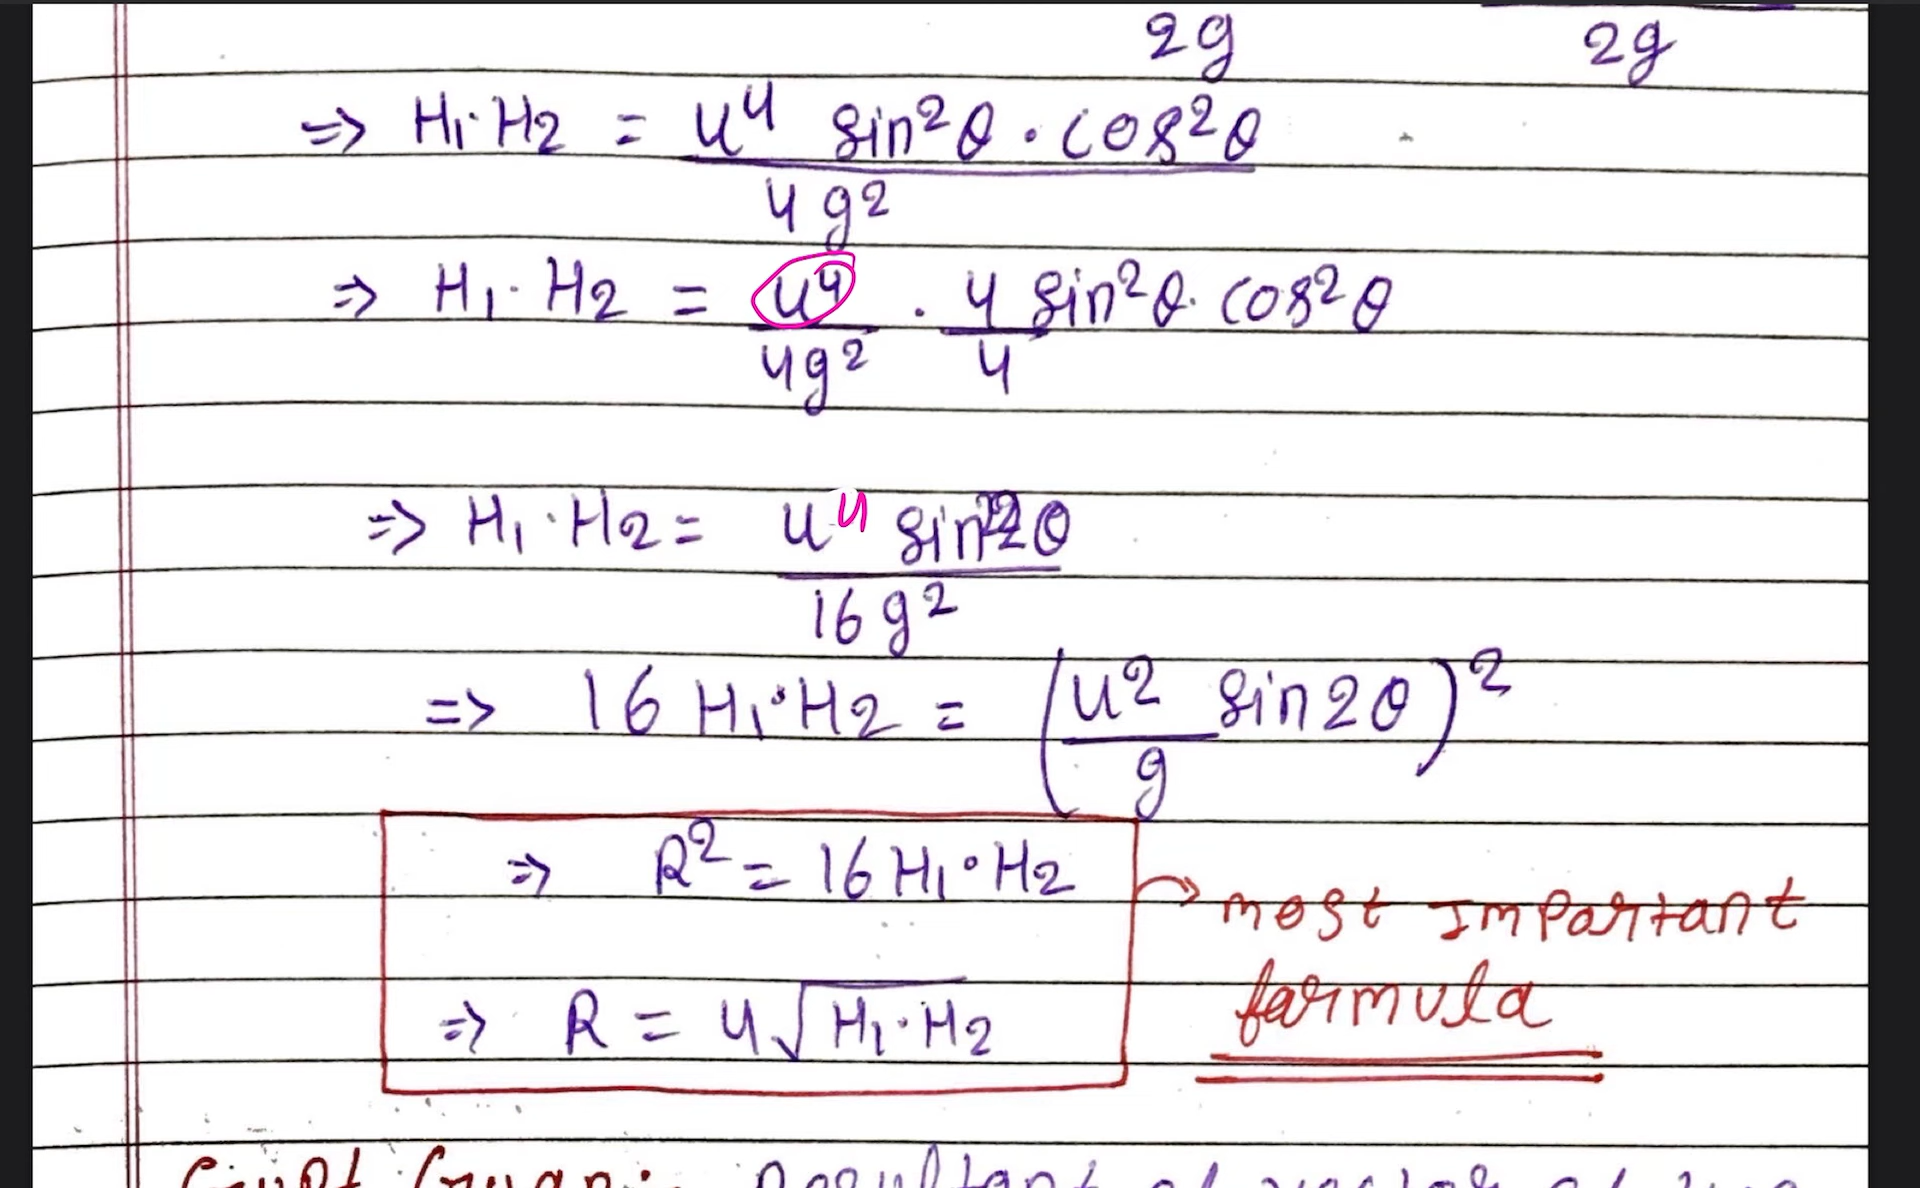 2g 2g
=> H₁·H₂ = u⁴ sin²θ · cos²θ / 4g²
=> H₁·H₂ = u⁴/4g² · 4/4 sin²θ · cos²θ
=> H₁·H₂ = u⁴ sin²2θ / 16g²
=> 16 H₁·H₂ = (u²/g sin2θ)²
=> R² = 16 H₁·H₂
most Important
formula
=> R = 4√H₁·H₂